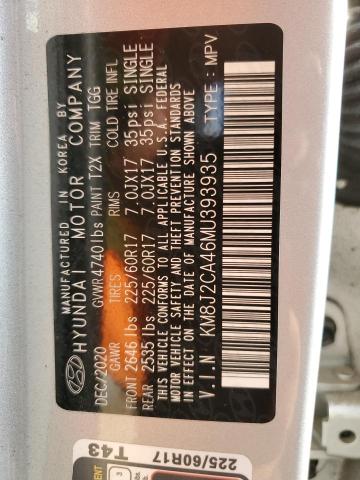 MANUFACTURED IN KOREA BY
HYUNDAI MOTOR COMPANY
DEC/2020 GVWR 4740 lbs PAINT T2X TRIM TGG
GAWR TIRES RIMS COLD TIRE INFL
FRONT 2646 lbs 225/60R17 7.0JX17 35psi SINGLE
REAR 2535 lbs 225/60R17 7.0JX17 35psi SINGLE
THIS VEHICLE CONFORMS TO ALL APPLICABLE U.S.A. FEDERAL
MOTOR VEHICLE SAFETY AND THEFT PREVENTION STANDARDS
IN EFFECT ON THE DATE OF MANUFACTURE SHOWN ABOVE
V.I.N KM8J2CA46MU393935 TYPE: MPV
225/60R17
T43